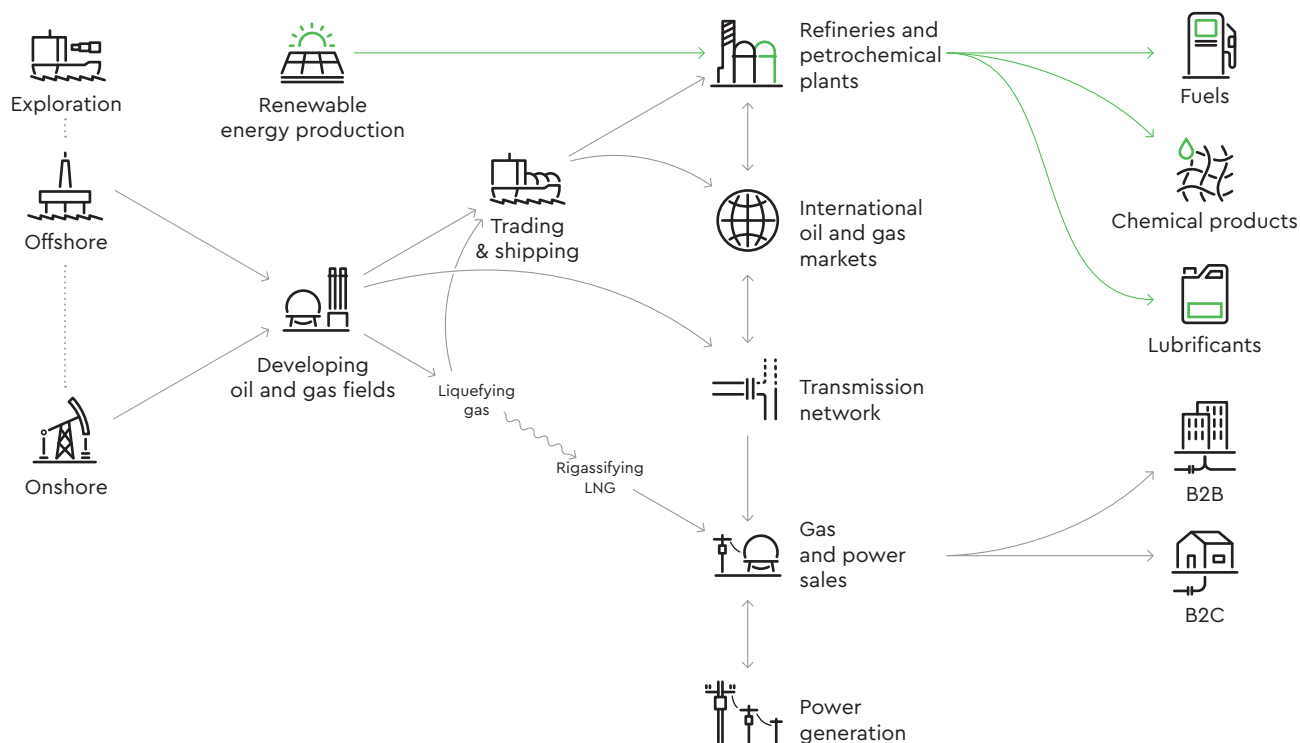 Exploration
Offshore
Onshore
Renewable
energy production
Developing
oil and gas fields
Trading
& shipping
Liquefying
gas
Rigassifying
LNG
Refineries and
petrochemical
plants
International
oil and gas
markets
Transmission
network
Gas
and power
sales
Power
generation
Fuels
Chemical products
Lubrificants
B2B
B2C